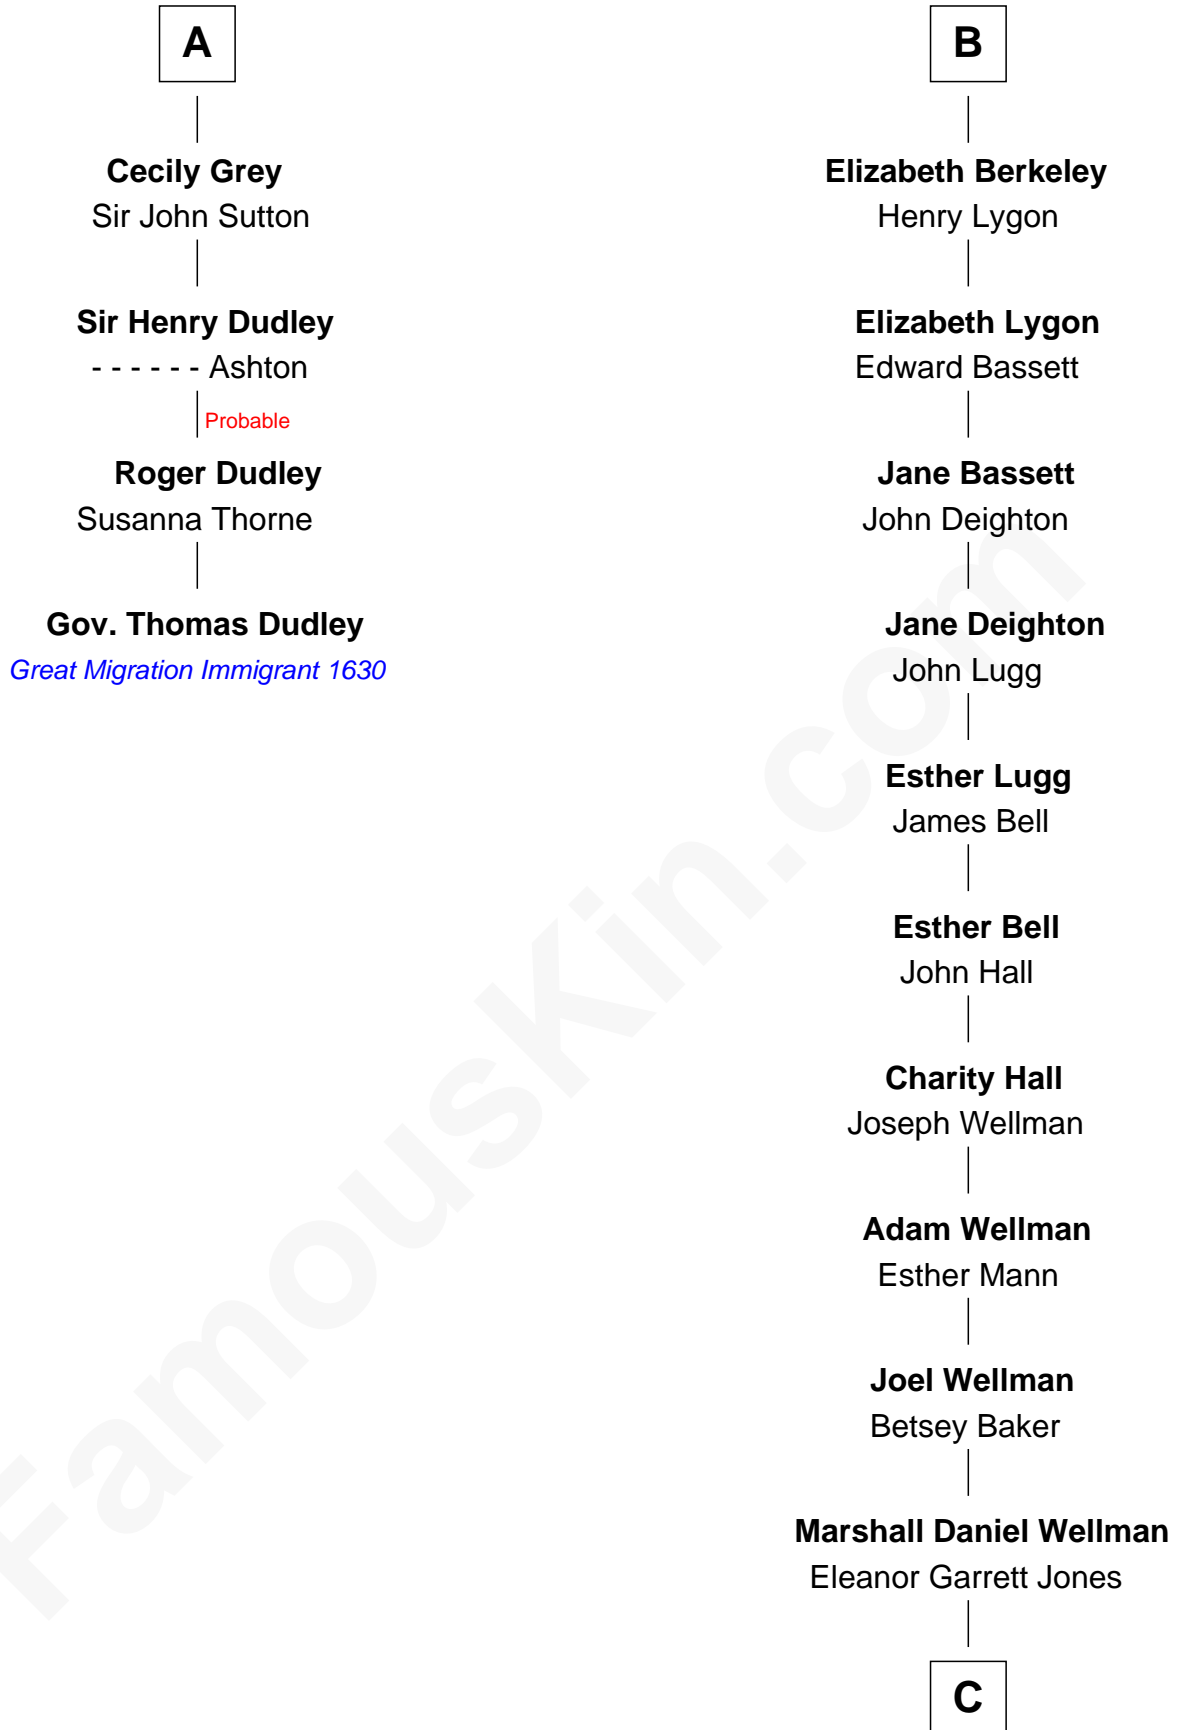 A
Cecily Grey
Sir John Sutton
Sir Henry Dudley
- - - - - - Ashton
Probable
Roger Dudley
Susanna Thorne
Gov. Thomas Dudley
Great Migration Immigrant 1630
B
Elizabeth Berkeley
Henry Lygon
Elizabeth Lygon
Edward Bassett
Jane Bassett
John Deighton
Jane Deighton
John Lugg
Esther Lugg
James Bell
Esther Bell
John Hall
Charity Hall
Joseph Wellman
Adam Wellman
Esther Mann
Joel Wellman
Betsey Baker
Marshall Daniel Wellman
Eleanor Garrett Jones
C
FamousKin.com